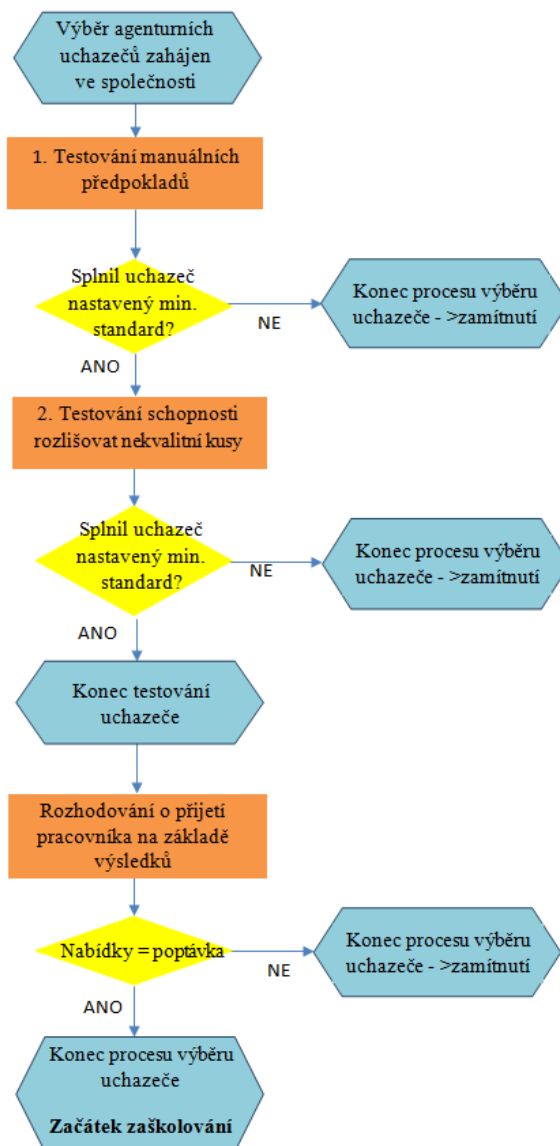 Výběr agenturních
uchazečů zahájen
ve společnosti
1. Testování manuálních
předpokladů
Splnil uchazeč
nastavený min.
standard?
NE
Konec procesu výběru
uchazeče - >zamítnutí
ANO
2. Testování schopnosti
rozlišovat nekvalitní kusy
Splnil uchazeč
nastavený min.
standard?
NE
Konec procesu výběru
uchazeče - >zamítnutí
ANO
Konec testování
uchazeče
Rozhodování o přijetí
pracovníka na základě
výsledků
Nabídky = poptávka
NE
Konec procesu výběru
uchazeče - >zamítnutí
ANO
Konec procesu výběru
uchazeče
Začátek zaškolování